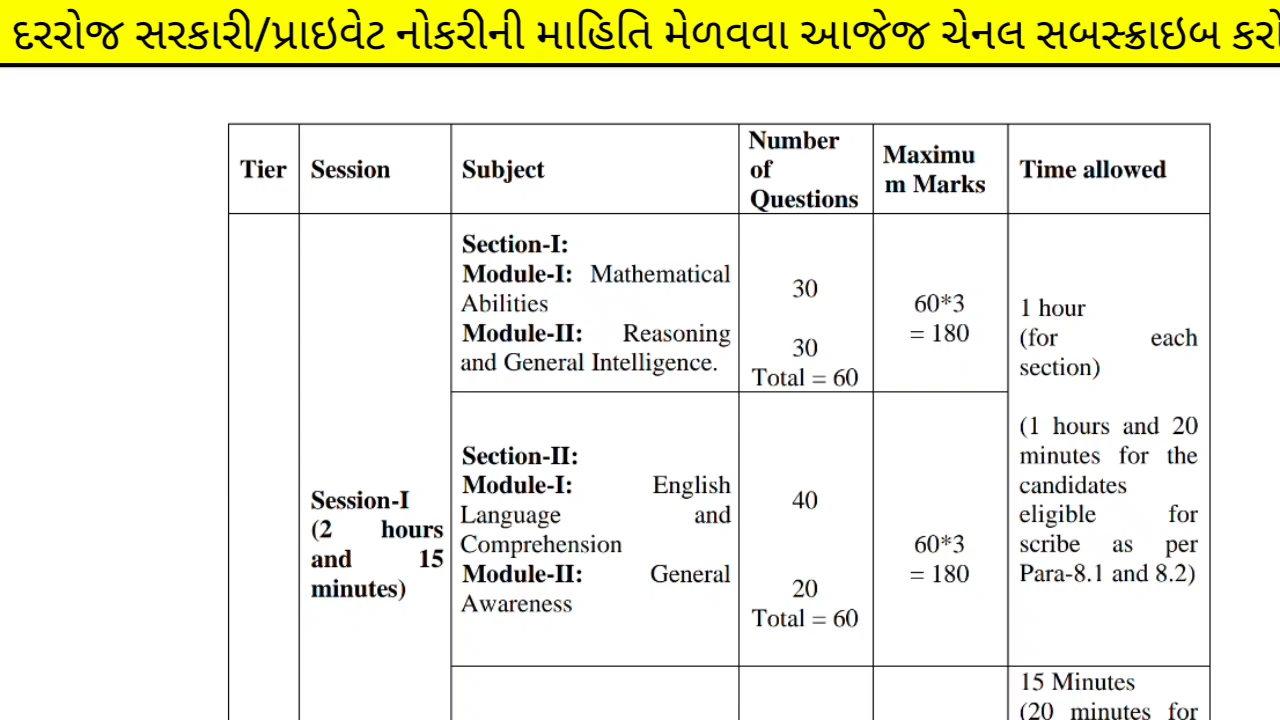 દરરોજ સરકારી/પ્રાઇવેટ નોકરીની માહિતિ મેળવવા આજેજ ચેનલ સબસ્ક્રાઇબ કરો
Tier
Session
Subject
Number
of
Questions
Maximu
m Marks
Time allowed
Session-I
(2 hours
and 15
minutes)
Section-I:
Module-I: Mathematical
Abilities
Module-II: Reasoning
and General Intelligence.
30
30
Total = 60
60*3
= 180
1 hour
(for each
section)
(1 hours and 20
minutes for the
candidates
eligible for
scribe as per
Para-8.1 and 8.2)
Section-II:
Module-I: English
Language and
Comprehension
Module-II: General
Awareness
40
20
Total = 60
60*3
= 180
15 Minutes
(20 minutes for